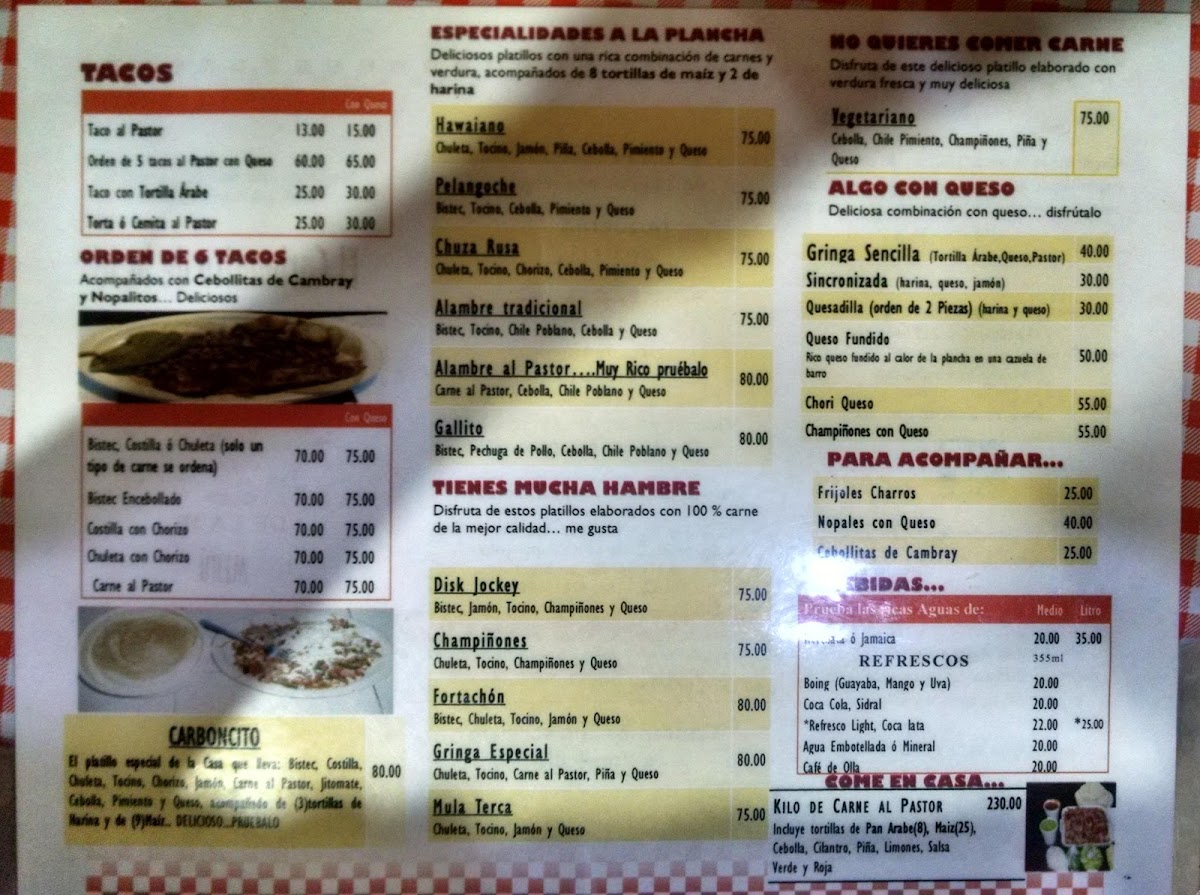 TACOS
Con Queso
Taco al Pastor 13.00 15.00
Orden de 5 tacos al Pastor con Queso 60.00 65.00
Taco con Tortilla Árabe 25.00 30.00
Torta ó Cemita al Pastor 25.00 30.00
ORDEN DE 6 TACOS
Acompañados con Cebollitas de Cambray
y Nopalitos... Deliciosos
Con Queso
Bistec, Costilla ó Chuleta (solo un
tipo de carne se ordena) 70.00 75.00
Bistec Encebollado 70.00 75.00
Costilla con Chorizo 70.00 75.00
Chuleta con Chorizo 70.00 75.00
Carne al Pastor 70.00 75.00
CARBONCITO
El platillo especial de la Casa que lleva: Bistec, Costilla,
Chuleta, Tocino, Chorizo, Jamón, Carne al Pastor, Jitomate, 80.00
Cebolla, Pimiento y Queso, acompañado de (3)tortillas de
Harina y de (9)Maíz.. DELICIOSO...PRUEBALO
ESPECIALIDADES A LA PLANCHA
Deliciosos platillos con una rica combinación de carnes y
verdura, acompañados de 8 tortillas de maíz y 2 de
harina
Hawaiano
Chuleta, Tocino, Jamón, Piña, Cebolla, Pimiento y Queso 75.00
Pelangoche
Bistec, Tocino, Cebolla, Pimiento y Queso 75.00
Chuza Rusa
Chuleta, Tocino, Chorizo, Cebolla, Pimiento y Queso 75.00
Alambre tradicional
Bistec, Tocino, Chile Poblano, Cebolla y Queso 75.00
Alambre al Pastor....Muy Rico pruébalo
Carne al Pastor, Cebolla, Chile Poblano y Queso 80.00
Gallito
Bistec, Pechuga de Pollo, Cebolla, Chile Poblano y Queso 80.00
TIENES MUCHA HAMBRE
Disfruta de estos platillos elaborados con 100 % carne
de la mejor calidad... me gusta
Disk Jockey
Bistec, Jamón, Tocino, Champiñones y Queso 75.00
Champiñones
Chuleta, Tocino, Champiñones y Queso 75.00
Fortachón
Bistec, Chuleta, Tocino, Jamón y Queso 80.00
Gringa Especial
Chuleta, Tocino, Carne al Pastor, Piña y Queso 80.00
Mula Terca
Chuleta, Tocino, Jamón y Queso 75.00
NO QUIERES COMER CARNE
Disfruta de este delicioso platillo elaborado con
verdura fresca y muy deliciosa
Vegetariano 75.00
Cebolla, Chile Pimiento, Champiñones, Piña y
Queso
ALGO CON QUESO
Deliciosa combinación con queso... disfrútalo
Gringa Sencilla (Tortilla Árabe,Queso,Pastor) 40.00
Sincronizada (harina, queso, jamón) 30.00
Quesadilla (orden de 2 Piezas) (harina y queso) 30.00
Queso Fundido
Rico queso fundido al calor de la plancha en una cazuela de 50.00
barro
Chori Queso 55.00
Champiñones con Queso 55.00
PARA ACOMPAÑAR...
Frijoles Charros 25.00
Nopales con Queso 40.00
Cebollitas de Cambray 25.00
BIDAS...
Prueba las ricas Aguas de: Medio Litro
ó Jamaica 20.00 35.00
REFRESCOS 355ml
Boing (Guayaba, Mango y Uva) 20.00
Coca Cola, Sidral 20.00
*Refresco Light, Coca lata 22.00 *25.00
Agua Embotellada ó Mineral 20.00
Café de Olla 20.00
COME EN CASA...
KILO DE CARNE AL PASTOR 230.00
Incluye tortillas de Pan Arabe(8), Maiz(25),
Cebolla, Cilantro, Piña, Limones, Salsa
Verde y Roja